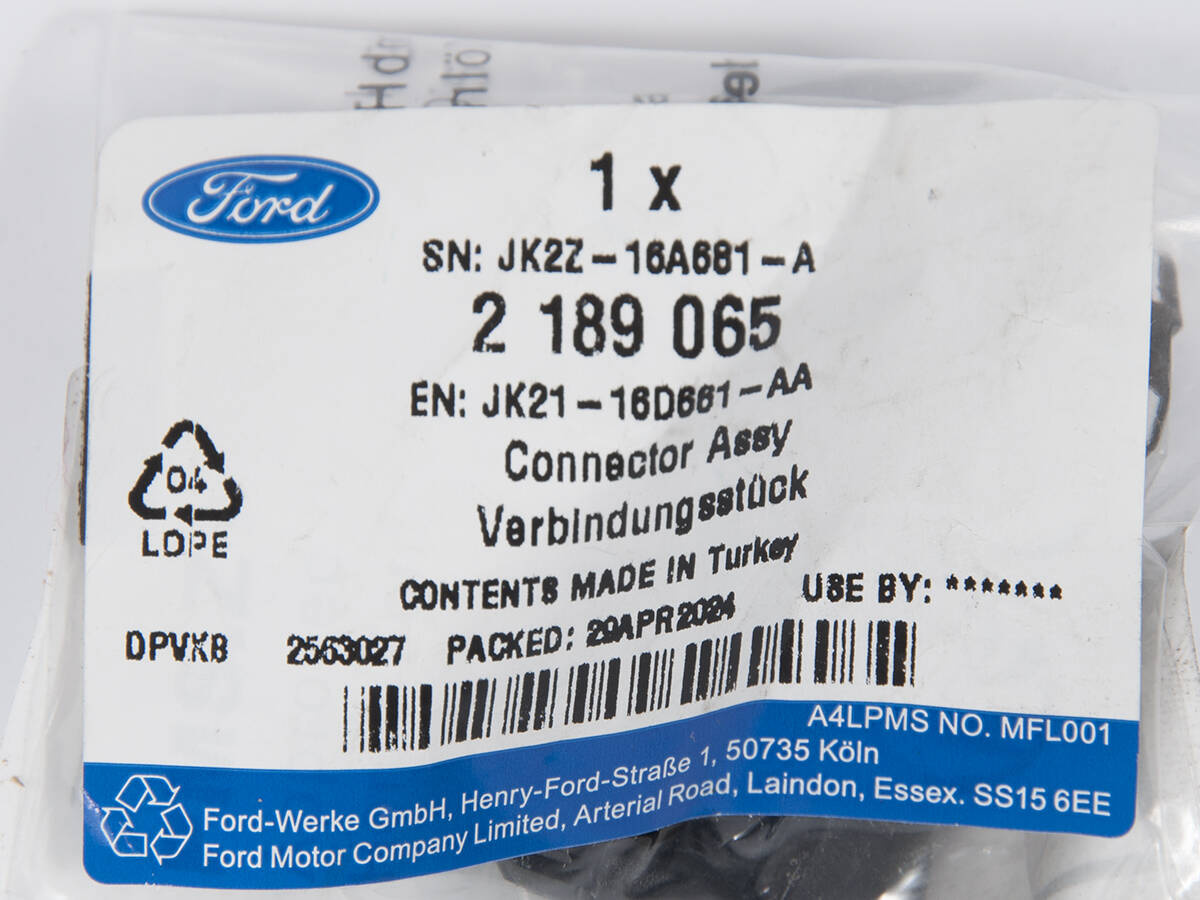 Ford
1 x
SN: JK2Z-16A681-A
2 189 065
EN: JK21-16D661-AA
Connector Assy
Verbindungsstück
04
LDPE
CONTENTS MADE IN Turkey
USE BY: *******
DPVKB 2563027 PACKED: 29APR2024
A4LPMS NO. MFL001
Ford-Werke GmbH, Henry-Ford-Straße 1, 50735 Köln
Ford Motor Company Limited, Arterial Road, Laindon, Essex. SS15 6EE